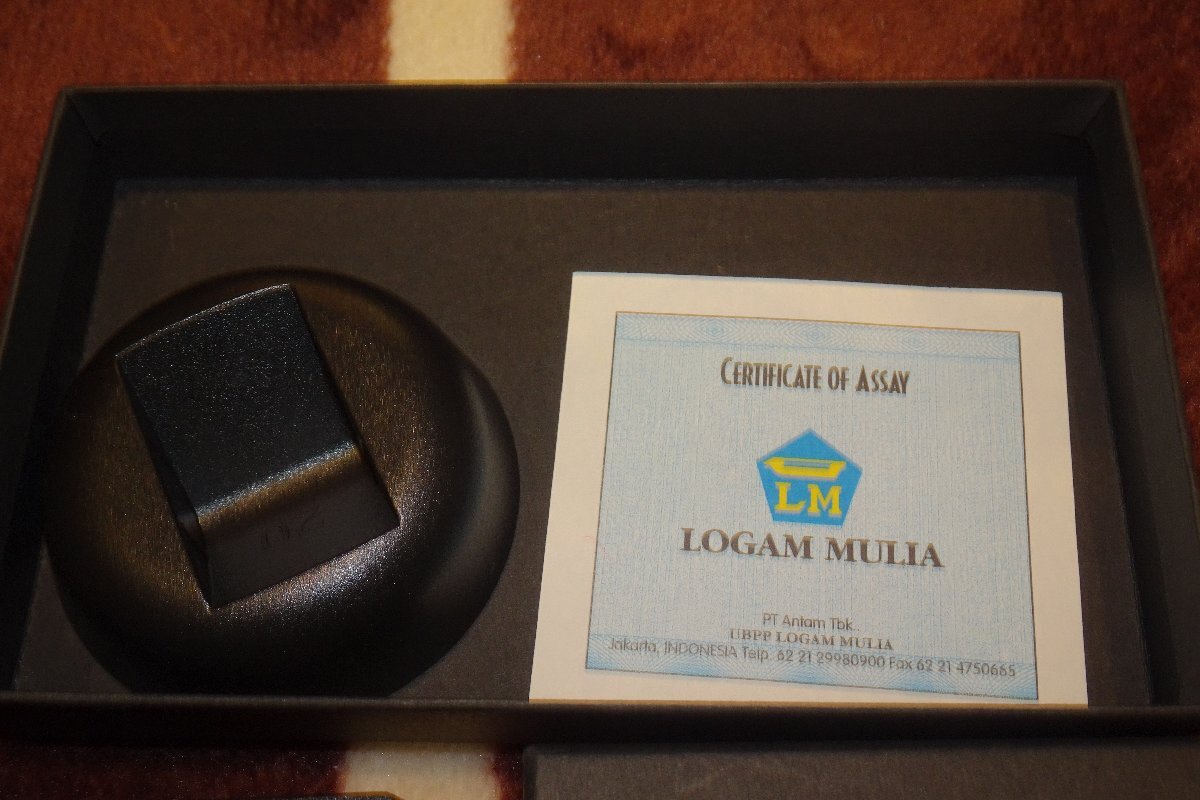 CERTIFICATE OF ASSAY
LM
LOGAM MULIA
PT Antam Tbk..
UBPP LOGAM MULIA
Jakarta, INDONESIA Telp. 62 21 29980900 Fax 62 21 4750665